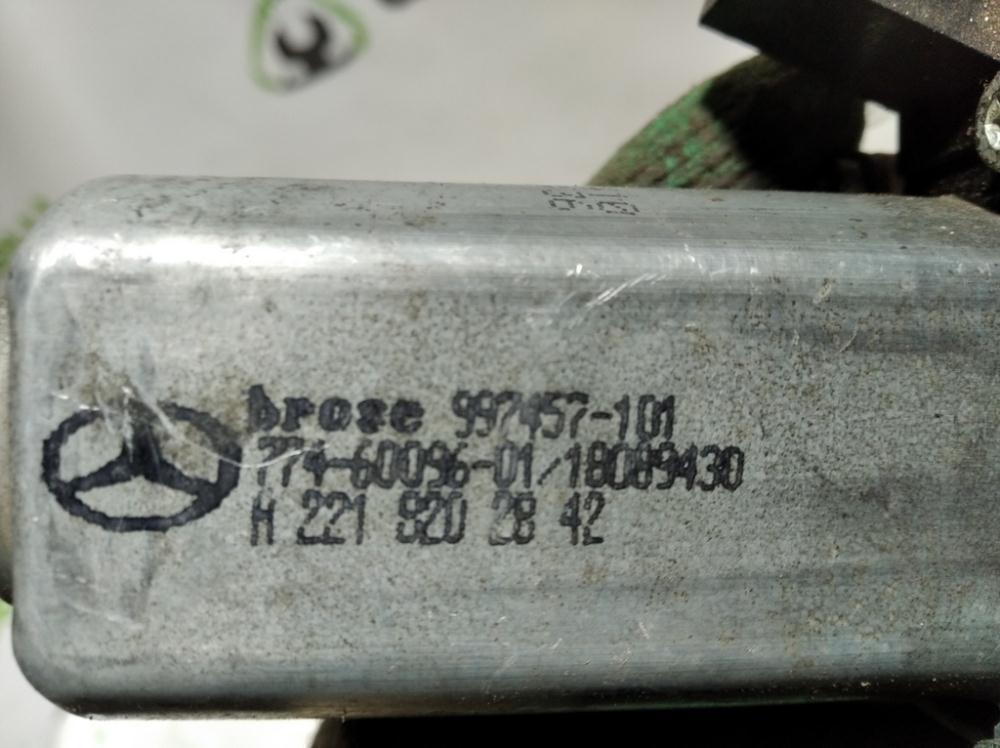 brose 997457-101
774-60096-01/18089430
A 221 820 28 42